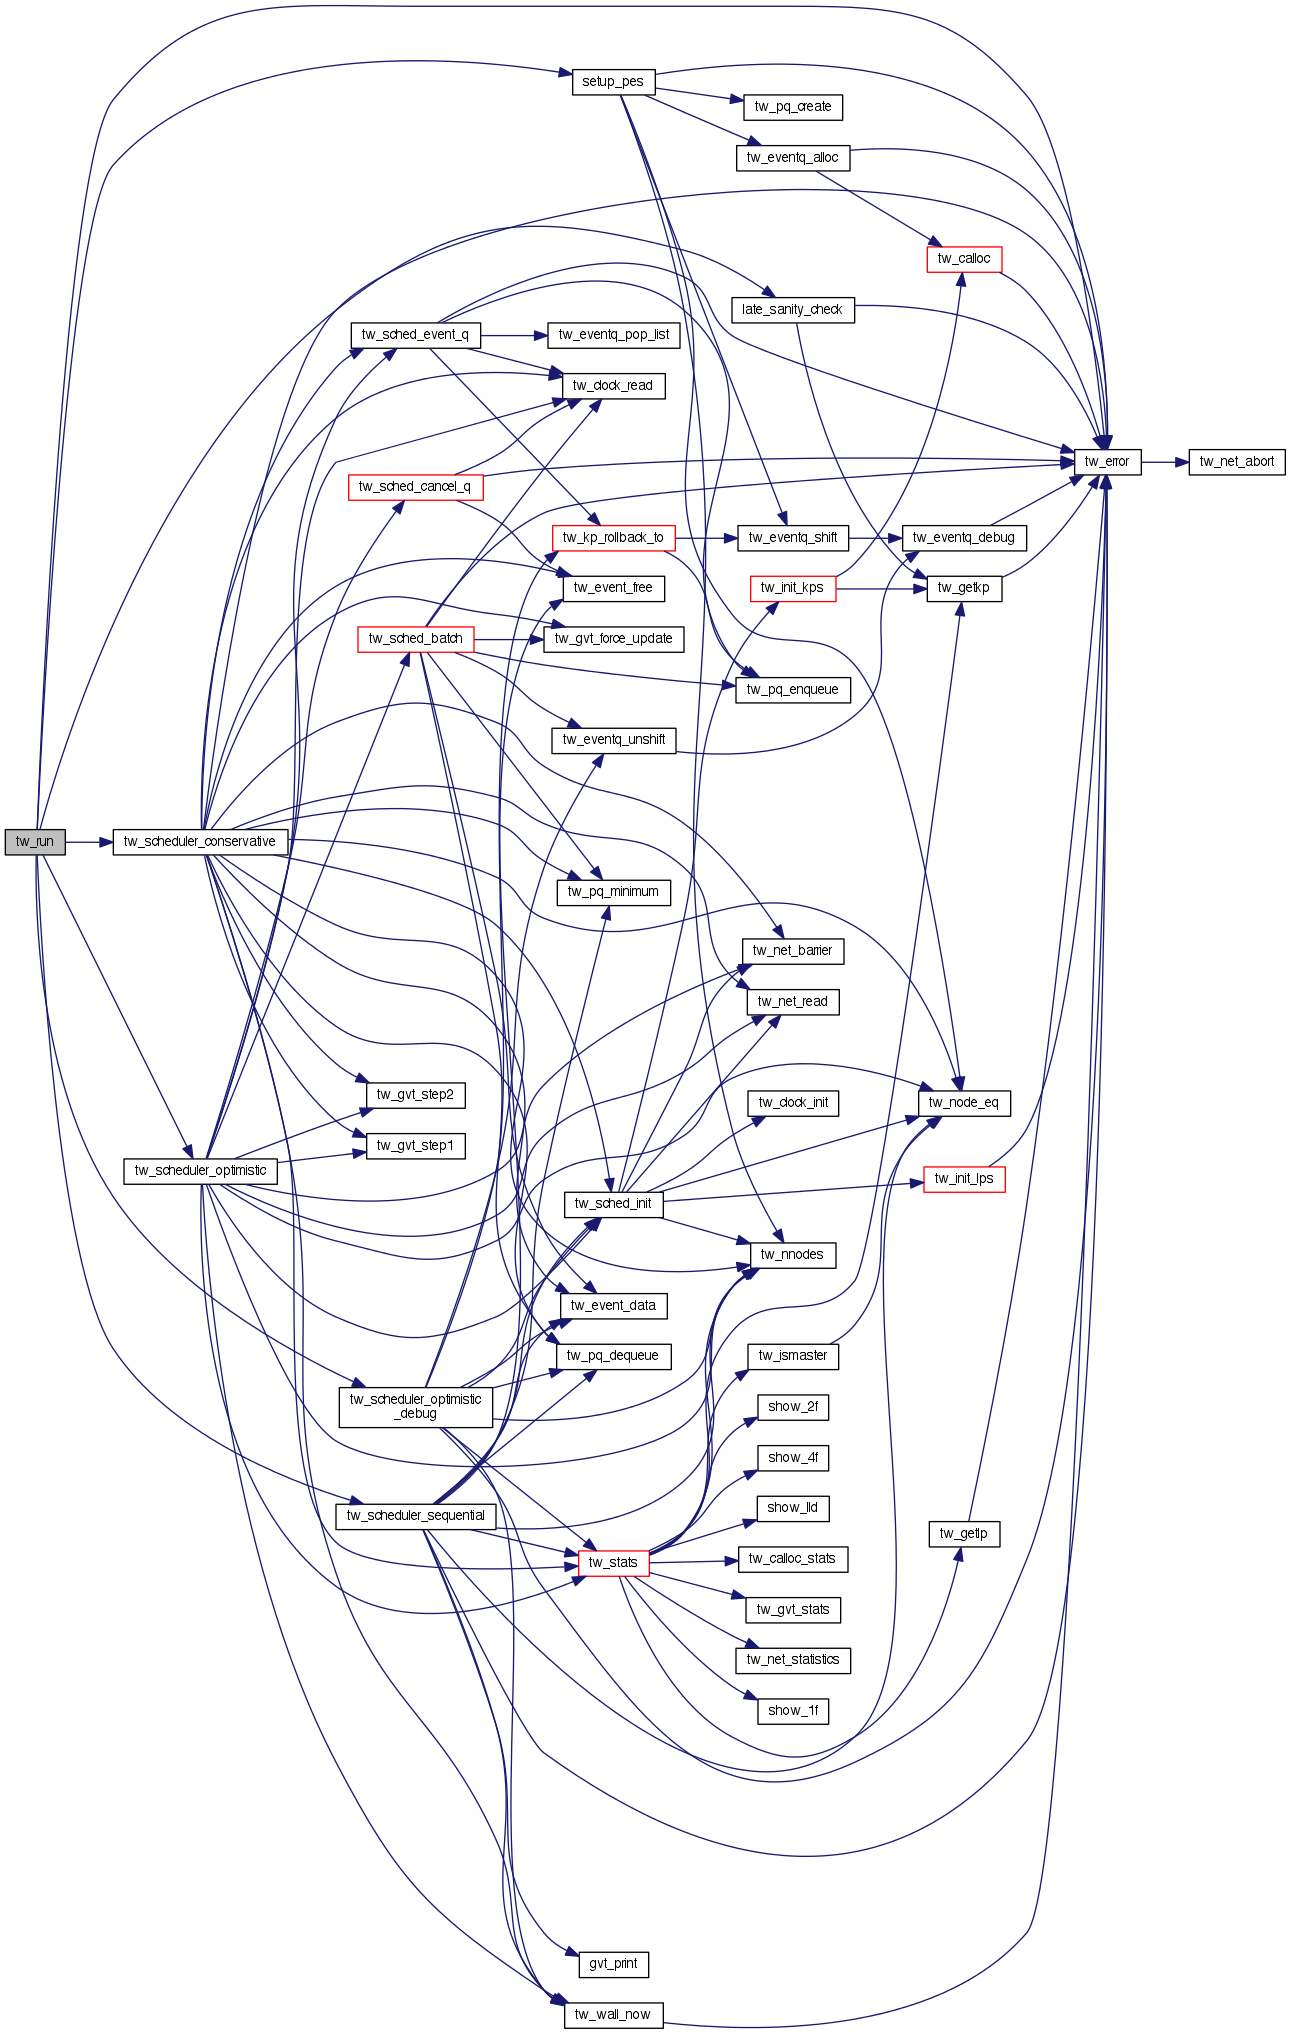 setup_pes
tw_pq_create
tw_eventq_alloc
tw_calloc
late_sanity_check
tw_sched_event_q
tw_eventq_pop_list
tw_clock_read
tw_error
tw_net_abort
tw_sched_cancel_q
tw_kp_rollback_to
tw_eventq_shift
tw_eventq_debug
tw_event_free
tw_init_kps
tw_getkp
tw_sched_batch
tw_gvt_force_update
tw_pq_enqueue
tw_eventq_unshift
tw_run
tw_scheduler_conservative
tw_pq_minimum
tw_net_barrier
tw_net_read
tw_gvt_step2
tw_clock_init
tw_node_eq
tw_gvt_step1
tw_scheduler_optimistic
tw_init_lps
tw_sched_init
tw_nnodes
tw_event_data
tw_pq_dequeue
tw_ismaster
tw_scheduler_optimistic
_debug
show_2f
show_4f
show_lld
tw_scheduler_sequential
tw_getlp
tw_stats
tw_calloc_stats
tw_gvt_stats
tw_net_statistics
show_1f
gvt_print
tw_wall_now